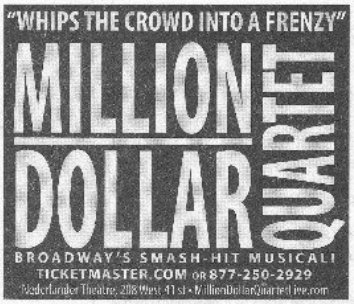 "WHIPS THE CROWD INTO A FRENZY"
MILLION
DOLLAR
QUARTET
BROADWAY'S SMASH-HIT MUSICAL!
TICKETMASTER.COM OR 877-250-2929
Nederlander Theatre, 208 West 41 st • MillionDollarQuartetLive.com